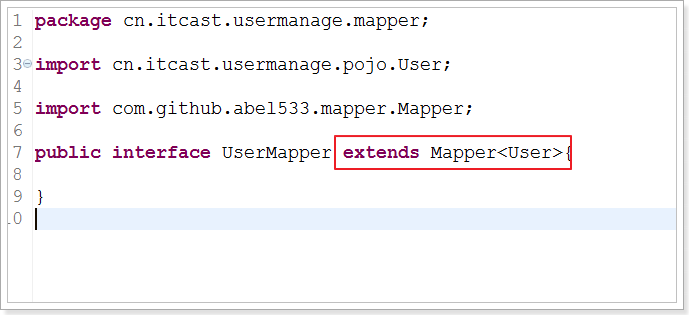 1 package cn.itcast.usermanage.mapper;
2
3 import cn.itcast.usermanage.pojo.User;
4
5 import com.github.abel533.mapper.Mapper;
6
7 public interface UserMapper extends Mapper<User>{
8
9 }
10